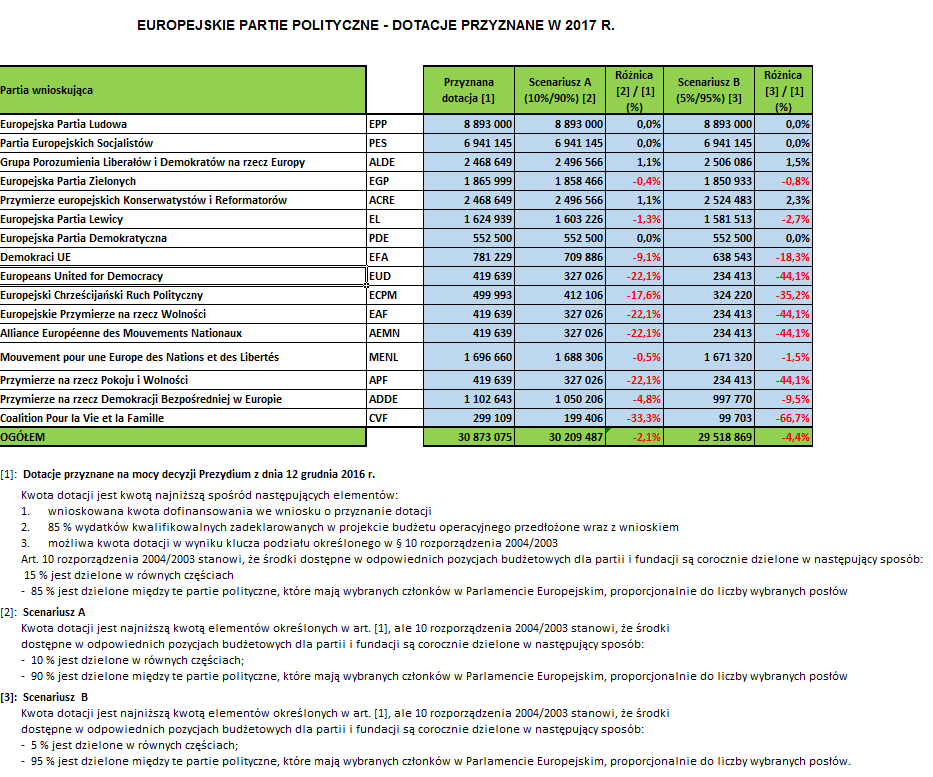 EUROPEJSKIE PARTIE POLITYCZNE - DOTACJE PRZYZNANE W 2017 R.
Partia wnioskująca Przyznana dotacja [1] Scenariusz A (10%/90%) [2] Różnica [2] / [1] (%) Scenariusz B (5%/95%) [3] Różnica [3] / [1] (%)
Europejska Partia Ludowa EPP 8 893 000 8 893 000 0,0% 8 893 000 0,0%
Partia Europejskich Socjalistów PES 6 941 145 6 941 145 0,0% 6 941 145 0,0%
Grupa Porozumienia Liberałów i Demokratów na rzecz Europy ALDE 2 468 649 2 496 566 1,1% 2 506 086 1,5%
Europejska Partia Zielonych EGP 1 865 999 1 858 466 -0,4% 1 850 933 -0,8%
Przymierze europejskich Konserwatystów i Reformatorów ACRE 2 468 649 2 496 566 1,1% 2 524 483 2,3%
Europejska Partia Lewicy EL 1 624 939 1 603 226 -1,3% 1 581 513 -2,7%
Europejska Partia Demokratyczna PDE 552 500 552 500 0,0% 552 500 0,0%
Demokraci UE EFA 781 229 709 886 -9,1% 638 543 -18,3%
Europeans United for Democracy EUD 419 639 327 026 -22,1% 234 413 -44,1%
Europejski Chrześcijański Ruch Polityczny ECPM 499 993 412 106 -17,6% 324 220 -35,2%
Europejskie Przymierze na rzecz Wolności EAF 419 639 327 026 -22,1% 234 413 -44,1%
Alliance Européenne des Mouvements Nationaux AEMN 419 639 327 026 -22,1% 234 413 -44,1%
Mouvement pour une Europe des Nations et des Libertés MENL 1 696 660 1 688 306 -0,5% 1 671 320 -1,5%
Przymierze na rzecz Pokoju i Wolności APF 419 639 327 026 -22,1% 234 413 -44,1%
Przymierze na rzecz Demokracji Bezpośredniej w Europie ADDE 1 102 643 1 050 206 -4,8% 997 770 -9,5%
Coalition Pour la Vie et la Famille CVF 299 109 199 406 -33,3% 99 703 -66,7%
OGÓŁEM 30 873 075 30 209 487 -2,1% 29 518 869 -4,4%
[1]: Dotacje przyznane na mocy decyzji Prezydium z dnia 12 grudnia 2016 r.
Kwota dotacji jest kwotą najniższą spośród następujących elementów:
1. wnioskowana kwota dofinansowania we wniosku o przyznanie dotacji
2. 85 % wydatków kwalifikowalnych zadeklarowanych w projekcie budżetu operacyjnego przedłożone wraz z wnioskiem
3. możliwa kwota dotacji w wyniku klucza podziału określonego w § 10 rozporządzenia 2004/2003
Art. 10 rozporządzenia 2004/2003 stanowi, że środki dostępne w odpowiednich pozycjach budżetowych dla partii i fundacji są corocznie dzielone w następujący sposób:
15 % jest dzielone w równych częściach
- 85 % jest dzielone między te partie polityczne, które mają wybranych członków w Parlamencie Europejskim, proporcjonalnie do liczby wybranych posłów
[2]: Scenariusz A
Kwota dotacji jest najniższą kwotą elementów określonych w art. [1], ale 10 rozporządzenia 2004/2003 stanowi, że środki
dostępne w odpowiednich pozycjach budżetowych dla partii i fundacji są corocznie dzielone w następujący sposób:
- 10 % jest dzielone w równych częściach;
- 90 % jest dzielone między te partie polityczne, które mają wybranych członków w Parlamencie Europejskim, proporcjonalnie do liczby wybranych posłów
[3]: Scenariusz B
Kwota dotacji jest najniższą kwotą elementów określonych w art. [1], ale 10 rozporządzenia 2004/2003 stanowi, że środki
dostępne w odpowiednich pozycjach budżetowych dla partii i fundacji są corocznie dzielone w następujący sposób:
- 5 % jest dzielone w równych częściach;
- 95 % jest dzielone między te partie polityczne, które mają wybranych członków w Parlamencie Europejskim, proporcjonalnie do liczby wybranych posłów.